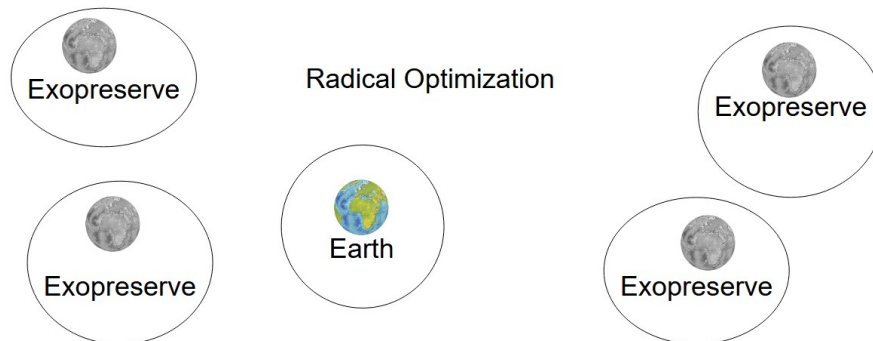 Exopreserve
Radical Optimization
Exopreserve
Earth
Exopreserve
Exopreserve